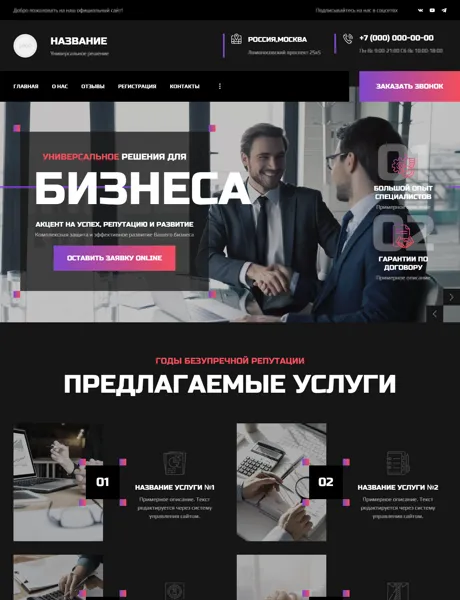 Добро пожаловать на наш официальный сайт!
Подписывайтесь на нас в соцсетях
НАЗВАНИЕ
Универсальное решение
РОССИЯ,МОСКВА
Ломоносовский проспект 25к5
+7 (000) 000-00-00
Пн-Вс 9:00-21:00 Сб-Вс 10:00-18:00
ГЛАВНАЯ О НАС ОТЗЫВЫ РЕГИСТРАЦИЯ КОНТАКТЫ
ЗАКАЗАТЬ ЗВОНОК
УНИВЕРСАЛЬНОЕ РЕШЕНИЯ ДЛЯ
БИЗНЕСА
АКЦЕНТ НА УСПЕХ, РЕПУТАЦИЮ И РАЗВИТИЕ
Комплексная защита и эффективное развитие Вашего бизнеса
ОСТАВИТЬ ЗАЯВКУ ONLINE
01
БОЛЬШОЙ ОПЫТ
СПЕЦИАЛИСТОВ
Примерное описание
02
ГАРАНТИИ ПО
ДОГОВОРУ
Примерное описание
ГОДЫ БЕЗУПРЕЧНОЙ РЕПУТАЦИИ
ПРЕДЛАГАЕМЫЕ УСЛУГИ
01
НАЗВАНИЕ УСЛУГИ №1
Примерное описание. Текст
редактируется через систему
управления сайтом.
02
НАЗВАНИЕ УСЛУГИ №2
Примерное описание. Текст
редактируется через систему
управления сайтом.